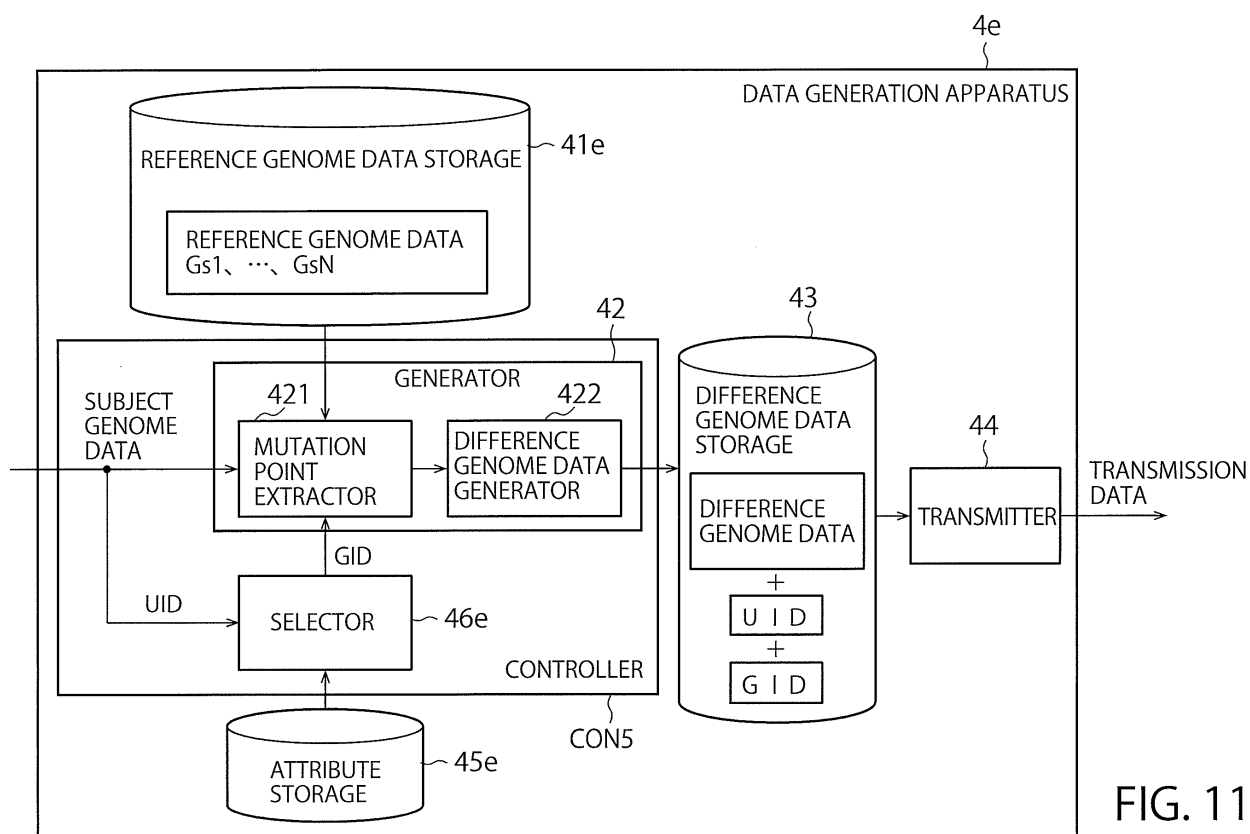 4e
DATA GENERATION APPARATUS
REFERENCE GENOME DATA STORAGE
41e
REFERENCE GENOME DATA
Gs1、…、GsN
42
43
GENERATOR
SUBJECT
GENOME
DATA
421
MUTATION
POINT
EXTRACTOR
422
DIFFERENCE
GENOME DATA
GENERATOR
DIFFERENCE
GENOME DATA
STORAGE
DIFFERENCE
GENOME DATA
+
U I D
+
G I D
44
TRANSMITTER
TRANSMISSION
DATA
GID
UID
SELECTOR
46e
CONTROLLER
CON5
ATTRIBUTE
STORAGE
45e
FIG. 11